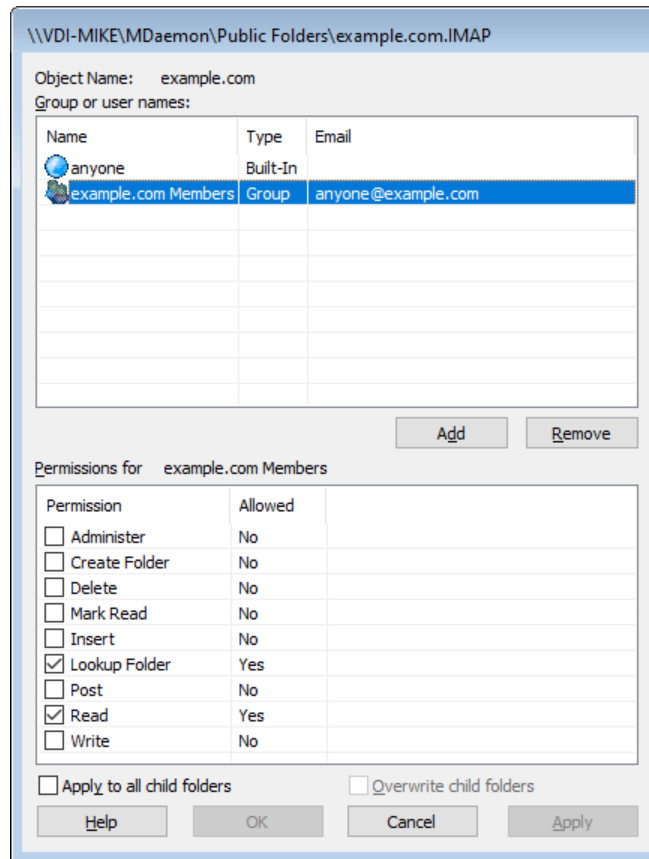 \\VDI-MIKE\MDaemon\Public Folders\example.com.IMAP
Object Name: example.com
Group or user names:
Name Type Email
anyone Built-In
example.com Members Group anyone@example.com
Add Remove
Permissions for example.com Members
Permission Allowed
Administer No
Create Folder No
Delete No
Mark Read No
Insert No
Lookup Folder Yes
Post No
Read Yes
Write No
Apply to all child folders Overwrite child folders
Help OK Cancel Apply